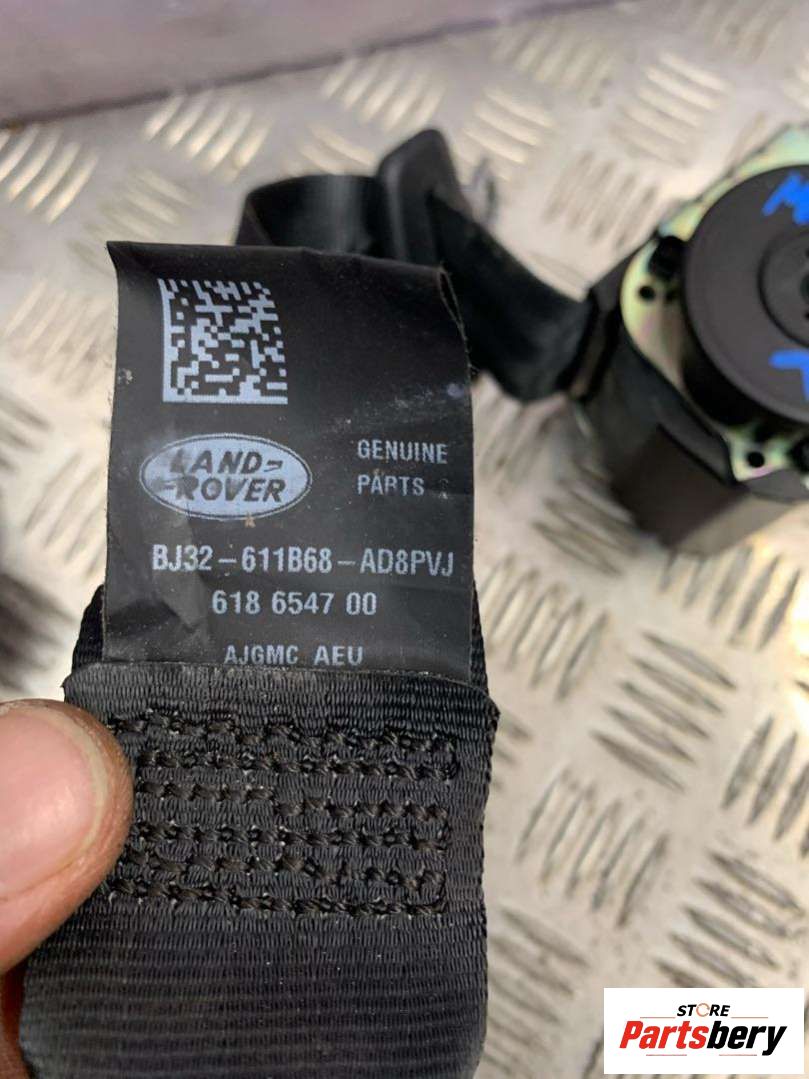 LAND-
-ROVER
GENUINE
PARTS
BJ32-611B68-AD8PVJ
618 6547 00
AJGMC AEU
STORE
Partsbery